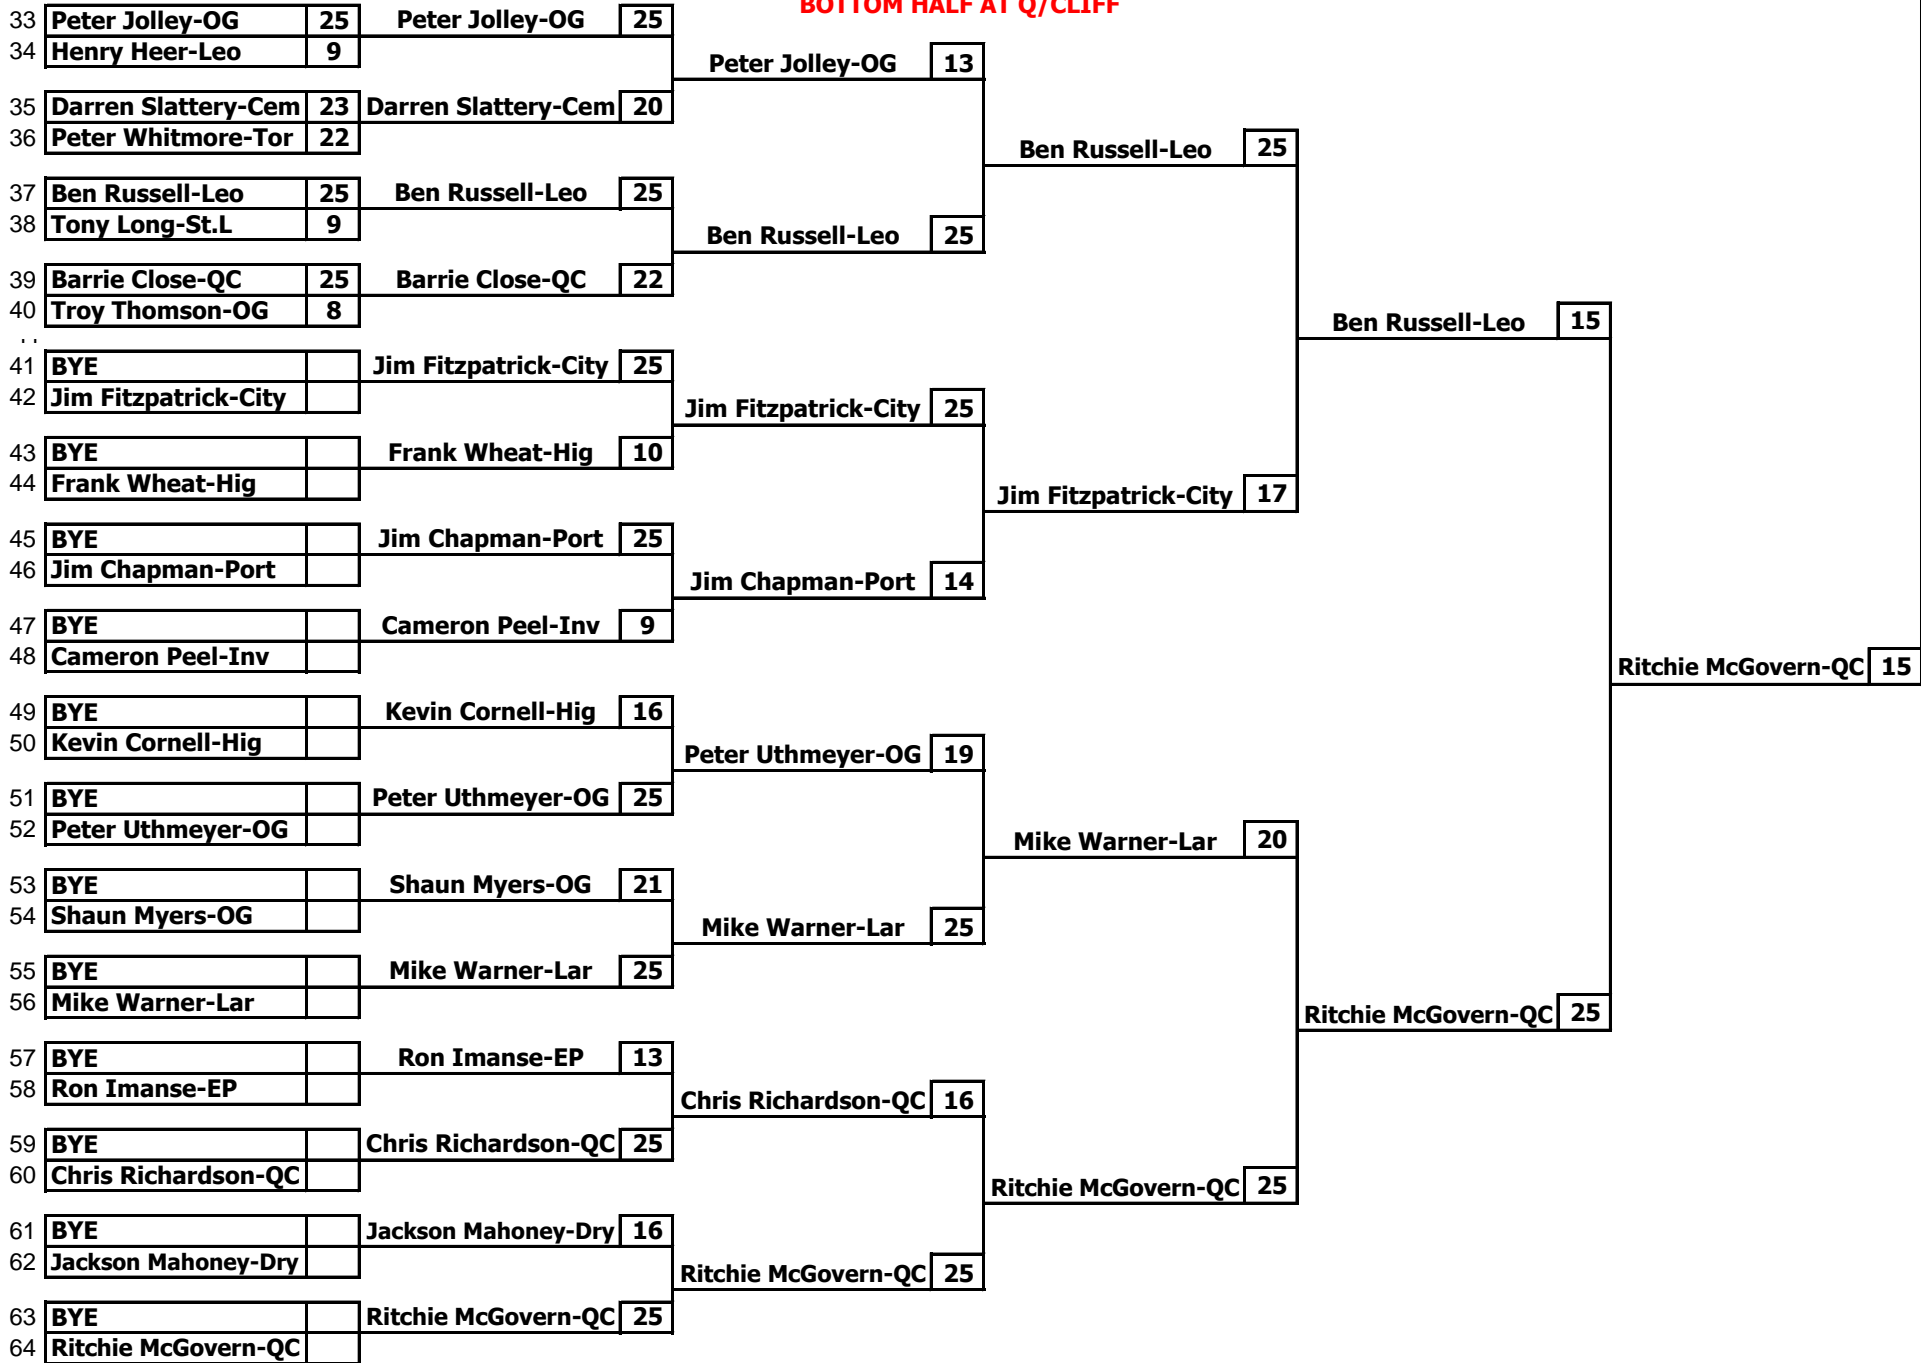 BOTTOM HALF AT Q/CLIFF
33 Peter Jolley-OG 25 Peter Jolley-OG 25
34 Henry Heer-Leo 9
Peter Jolley-OG 13
35 Darren Slattery-Cem 23 Darren Slattery-Cem 20
36 Peter Whitmore-Tor 22
Ben Russell-Leo 25
37 Ben Russell-Leo 25 Ben Russell-Leo 25
38 Tony Long-St.L 9
Ben Russell-Leo 25
39 Barrie Close-QC 25 Barrie Close-QC 22
40 Troy Thomson-OG 8
Ben Russell-Leo 15
41 BYE Jim Fitzpatrick-City 25
42 Jim Fitzpatrick-City
Jim Fitzpatrick-City 25
43 BYE Frank Wheat-Hig 10
44 Frank Wheat-Hig
Jim Fitzpatrick-City 17
45 BYE Jim Chapman-Port 25
46 Jim Chapman-Port
Jim Chapman-Port 14
47 BYE Cameron Peel-Inv 9
48 Cameron Peel-Inv
Ritchie McGovern-QC 15
49 BYE Kevin Cornell-Hig 16
50 Kevin Cornell-Hig
Peter Uthmeyer-OG 19
51 BYE Peter Uthmeyer-OG 25
52 Peter Uthmeyer-OG
Mike Warner-Lar 20
53 BYE Shaun Myers-OG 21
54 Shaun Myers-OG
Mike Warner-Lar 25
55 BYE Mike Warner-Lar 25
56 Mike Warner-Lar
Ritchie McGovern-QC 25
57 BYE Ron Imanse-EP 13
58 Ron Imanse-EP
Chris Richardson-QC 16
59 BYE Chris Richardson-QC 25
60 Chris Richardson-QC
Ritchie McGovern-QC 25
61 BYE Jackson Mahoney-Dry 16
62 Jackson Mahoney-Dry
Ritchie McGovern-QC 25
63 BYE Ritchie McGovern-QC 25
64 Ritchie McGovern-QC